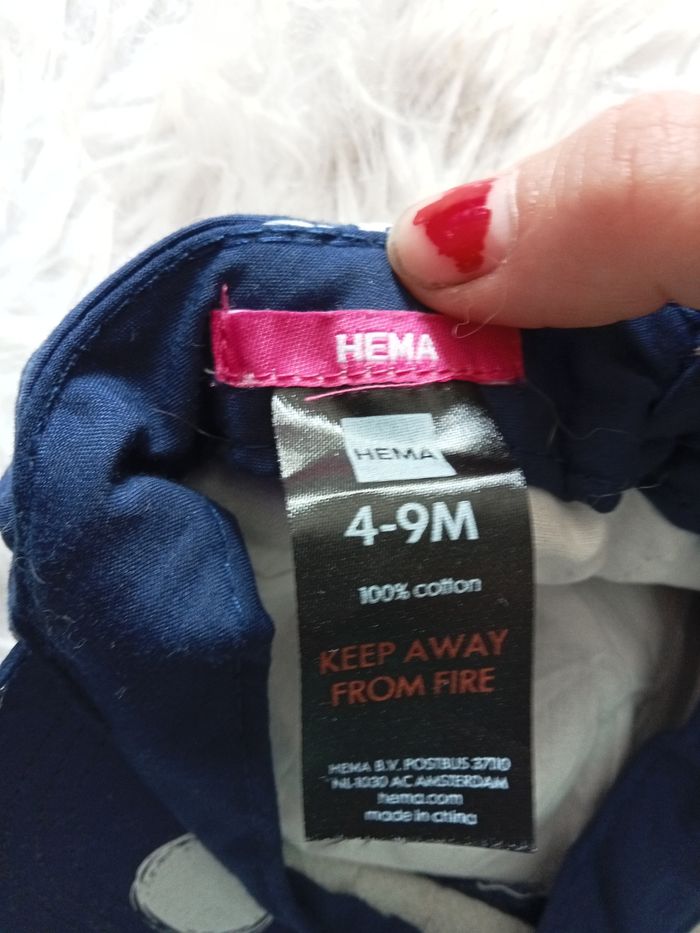 HEMA
HEMA
4-9M
100% cotton
KEEP AWAY
FROM FIRE
HEMA B.V. POSTBUS 37110
NL-1030 AC AMSTERDAM
hema.com
made in china